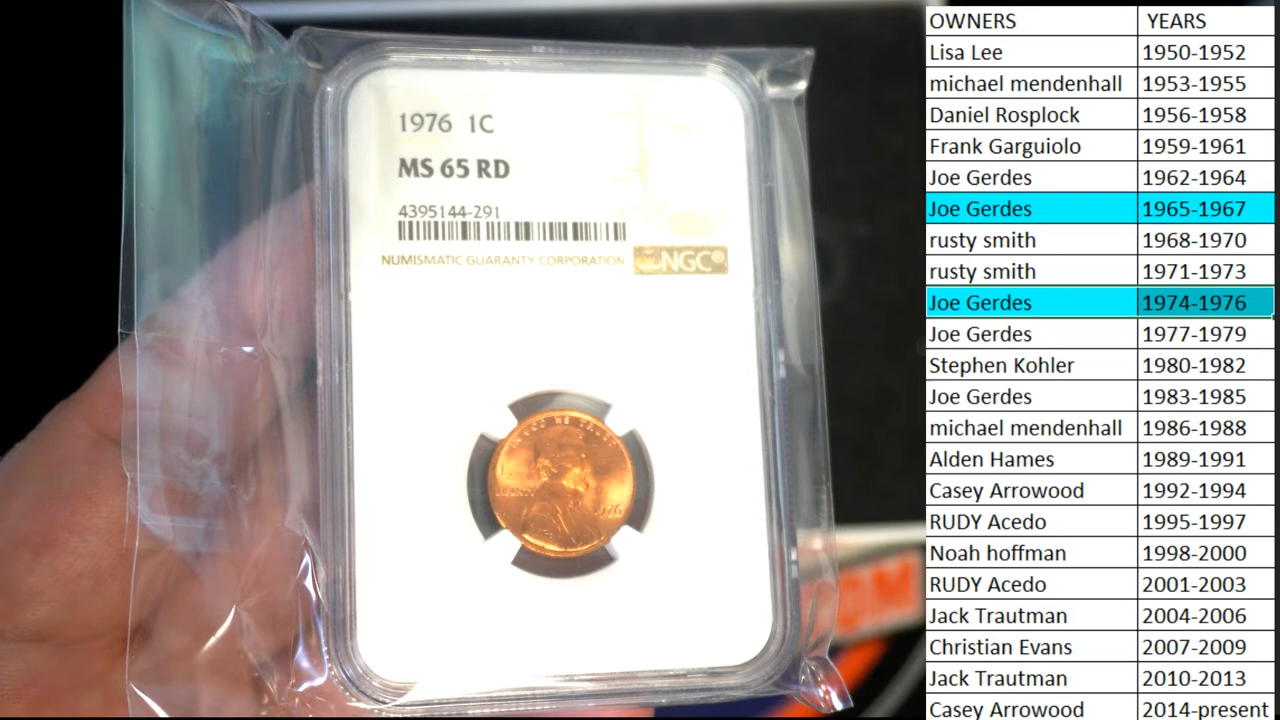 1976 1C
MS 65 RD
4395144-291
NUMISMATIC GUARANTY CORPORATION NGC®
LIBERTY
1976
OM
OWNERS YEARS
Lisa Lee 1950-1952
michael mendenhall 1953-1955
Daniel Rosplock 1956-1958
Frank Garguiolo 1959-1961
Joe Gerdes 1962-1964
Joe Gerdes 1965-1967
rusty smith 1968-1970
rusty smith 1971-1973
Joe Gerdes 1974-1976
Joe Gerdes 1977-1979
Stephen Kohler 1980-1982
Joe Gerdes 1983-1985
michael mendenhall 1986-1988
Alden Hames 1989-1991
Casey Arrowood 1992-1994
RUDY Acedo 1995-1997
Noah hoffman 1998-2000
RUDY Acedo 2001-2003
Jack Trautman 2004-2006
Christian Evans 2007-2009
Jack Trautman 2010-2013
Casey Arrowood 2014-present